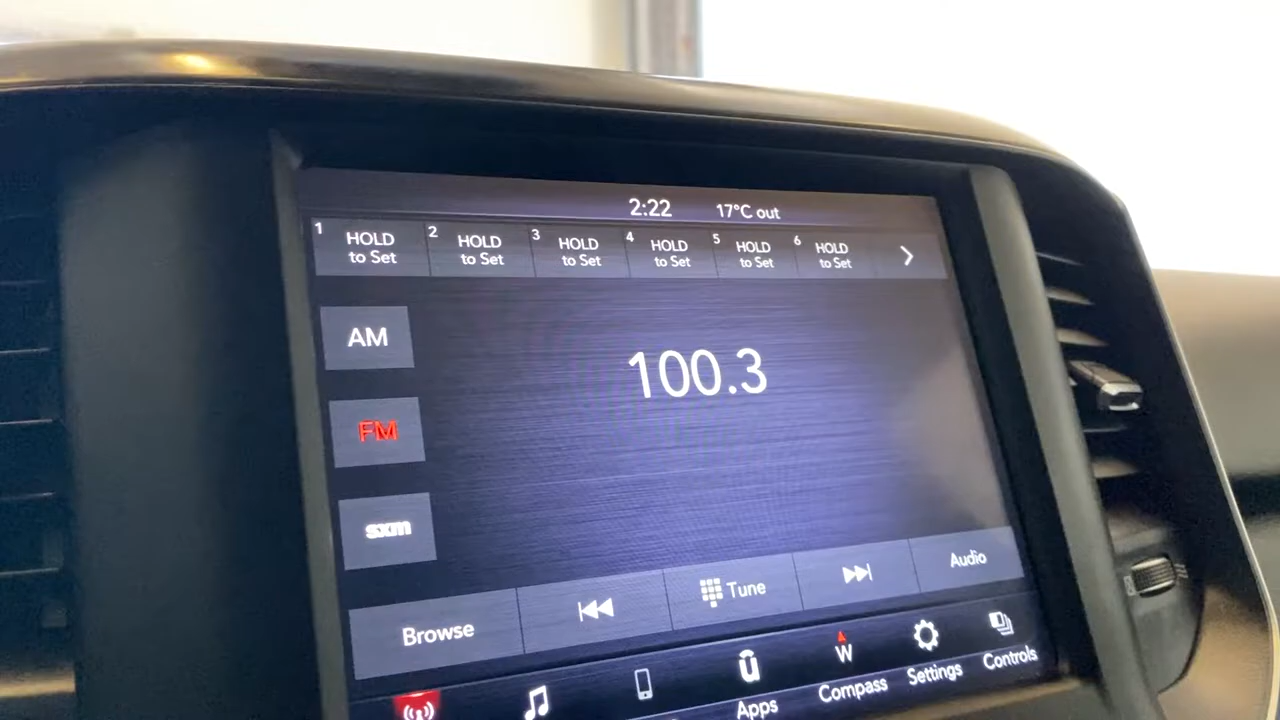 2:22 17°C out
1 HOLD to Set
2 HOLD to Set
3 HOLD to Set
4 HOLD to Set
5 HOLD to Set
6 HOLD to Set
AM
100.3
FM
sxm
Browse Tune Audio
Apps W Compass Settings Controls